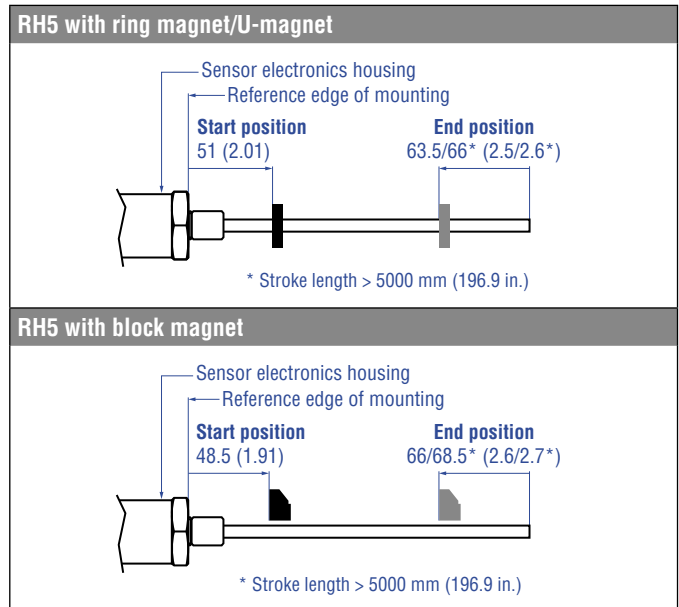 RH5 with ring magnet/U-magnet
Sensor electronics housing
Reference edge of mounting
Start position End position
51 (2.01) 63.5/66* (2.5/2.6*)
* Stroke length > 5000 mm (196.9 in.)
RH5 with block magnet
Sensor electronics housing
Reference edge of mounting
Start position End position
48.5 (1.91) 66/68.5* (2.6/2.7*)
* Stroke length > 5000 mm (196.9 in.)